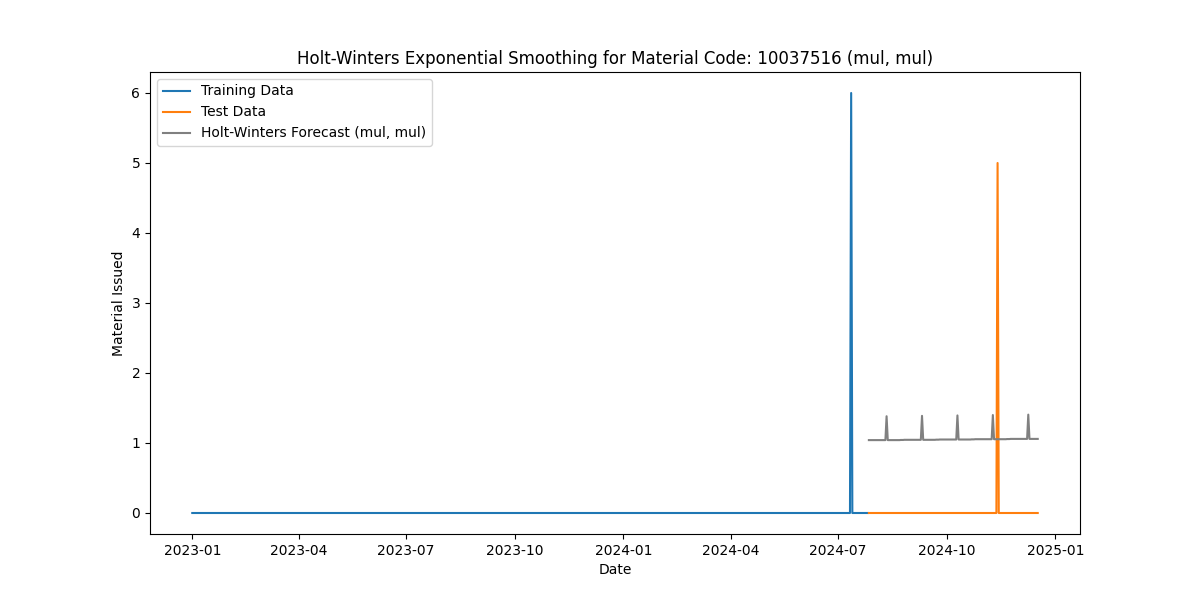 Holt-Winters Exponential Smoothing for Material Code: 10037516 (mul, mul)
Training Data
Test Data
Holt-Winters Forecast (mul, mul)
Material Issued
6
5
4
3
2
1
0
2023-01 2023-04 2023-07 2023-10 2024-01 2024-04 2024-07 2024-10 2025-01
Date